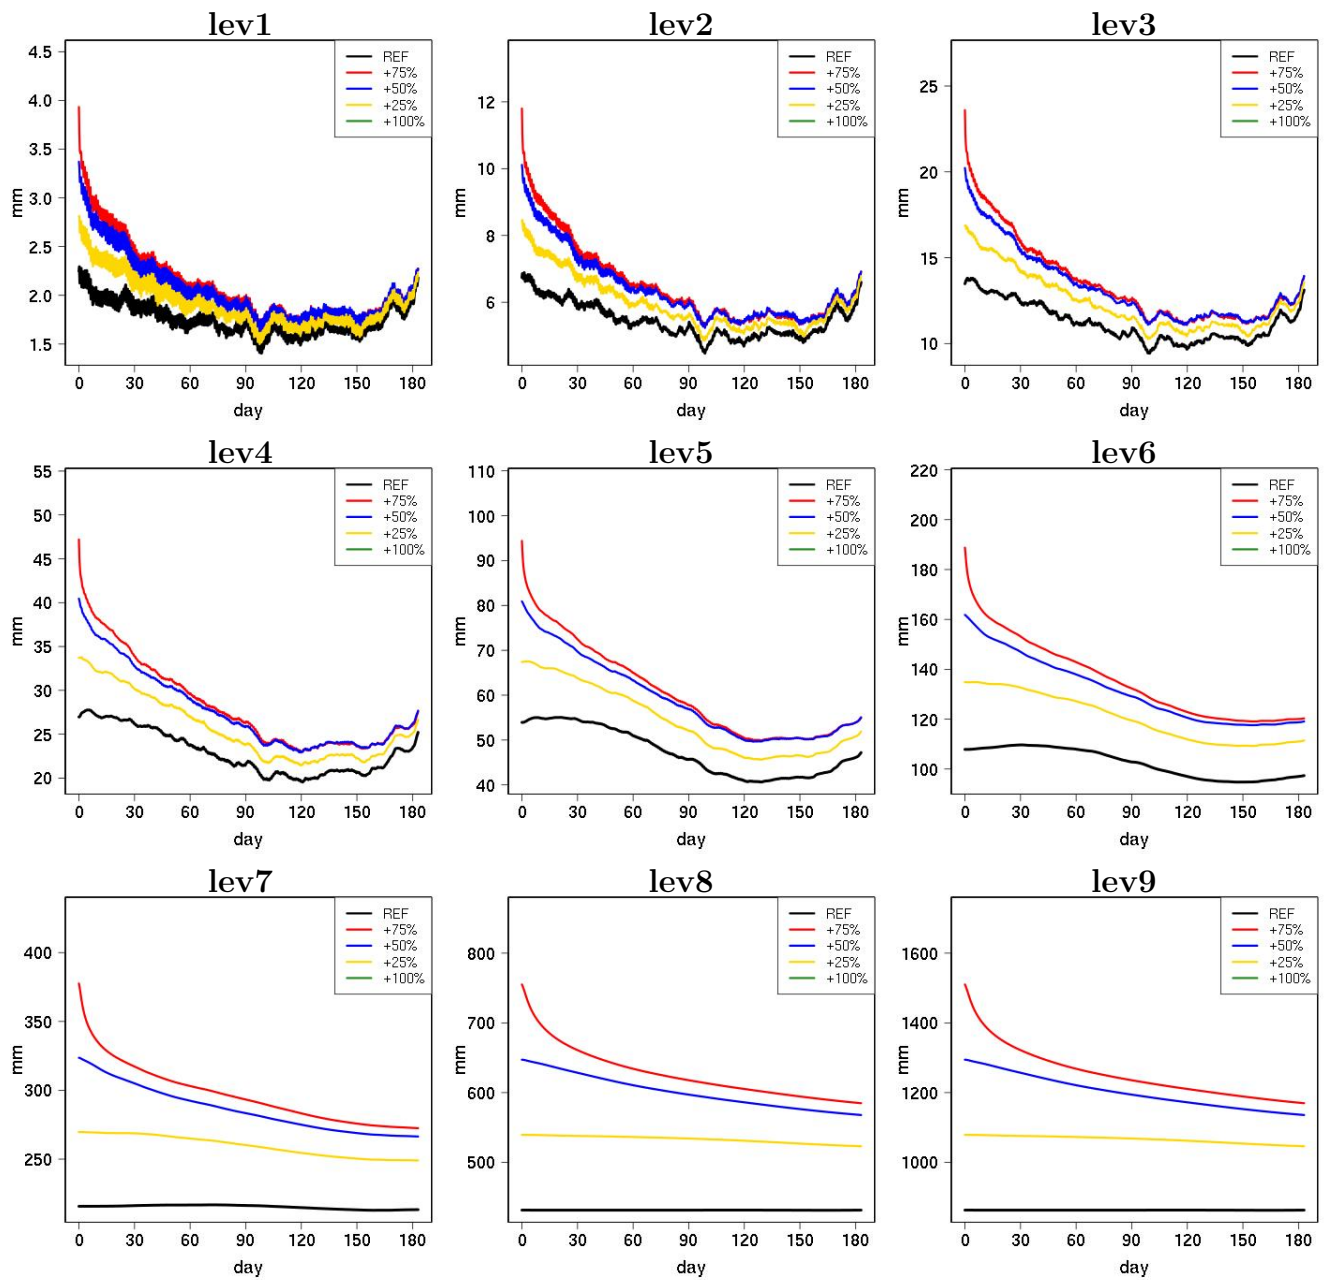 lev1
4.5
4.0
3.5
3.0
2.5
2.0
1.5
mm
REF
+75%
+50%
+25%
+100%
0 30 60 90 120 150 180
day
lev2
12
10
8
6
mm
REF
+75%
+50%
+25%
+100%
0 30 60 90 120 150 180
day
lev3
25
20
15
10
mm
REF
+75%
+50%
+25%
+100%
0 30 60 90 120 150 180
day
lev4
55
50
45
40
35
30
25
20
mm
REF
+75%
+50%
+25%
+100%
0 30 60 90 120 150 180
day
lev5
110
100
90
80
70
60
50
40
mm
REF
+75%
+50%
+25%
+100%
0 30 60 90 120 150 180
day
lev6
220
200
180
160
140
120
100
mm
REF
+75%
+50%
+25%
+100%
0 30 60 90 120 150 180
day
lev7
400
350
300
250
mm
REF
+75%
+50%
+25%
+100%
0 30 60 90 120 150 180
day
lev8
800
700
600
500
mm
REF
+75%
+50%
+25%
+100%
0 30 60 90 120 150 180
day
lev9
1600
1400
1200
1000
mm
REF
+75%
+50%
+25%
+100%
0 30 60 90 120 150 180
day